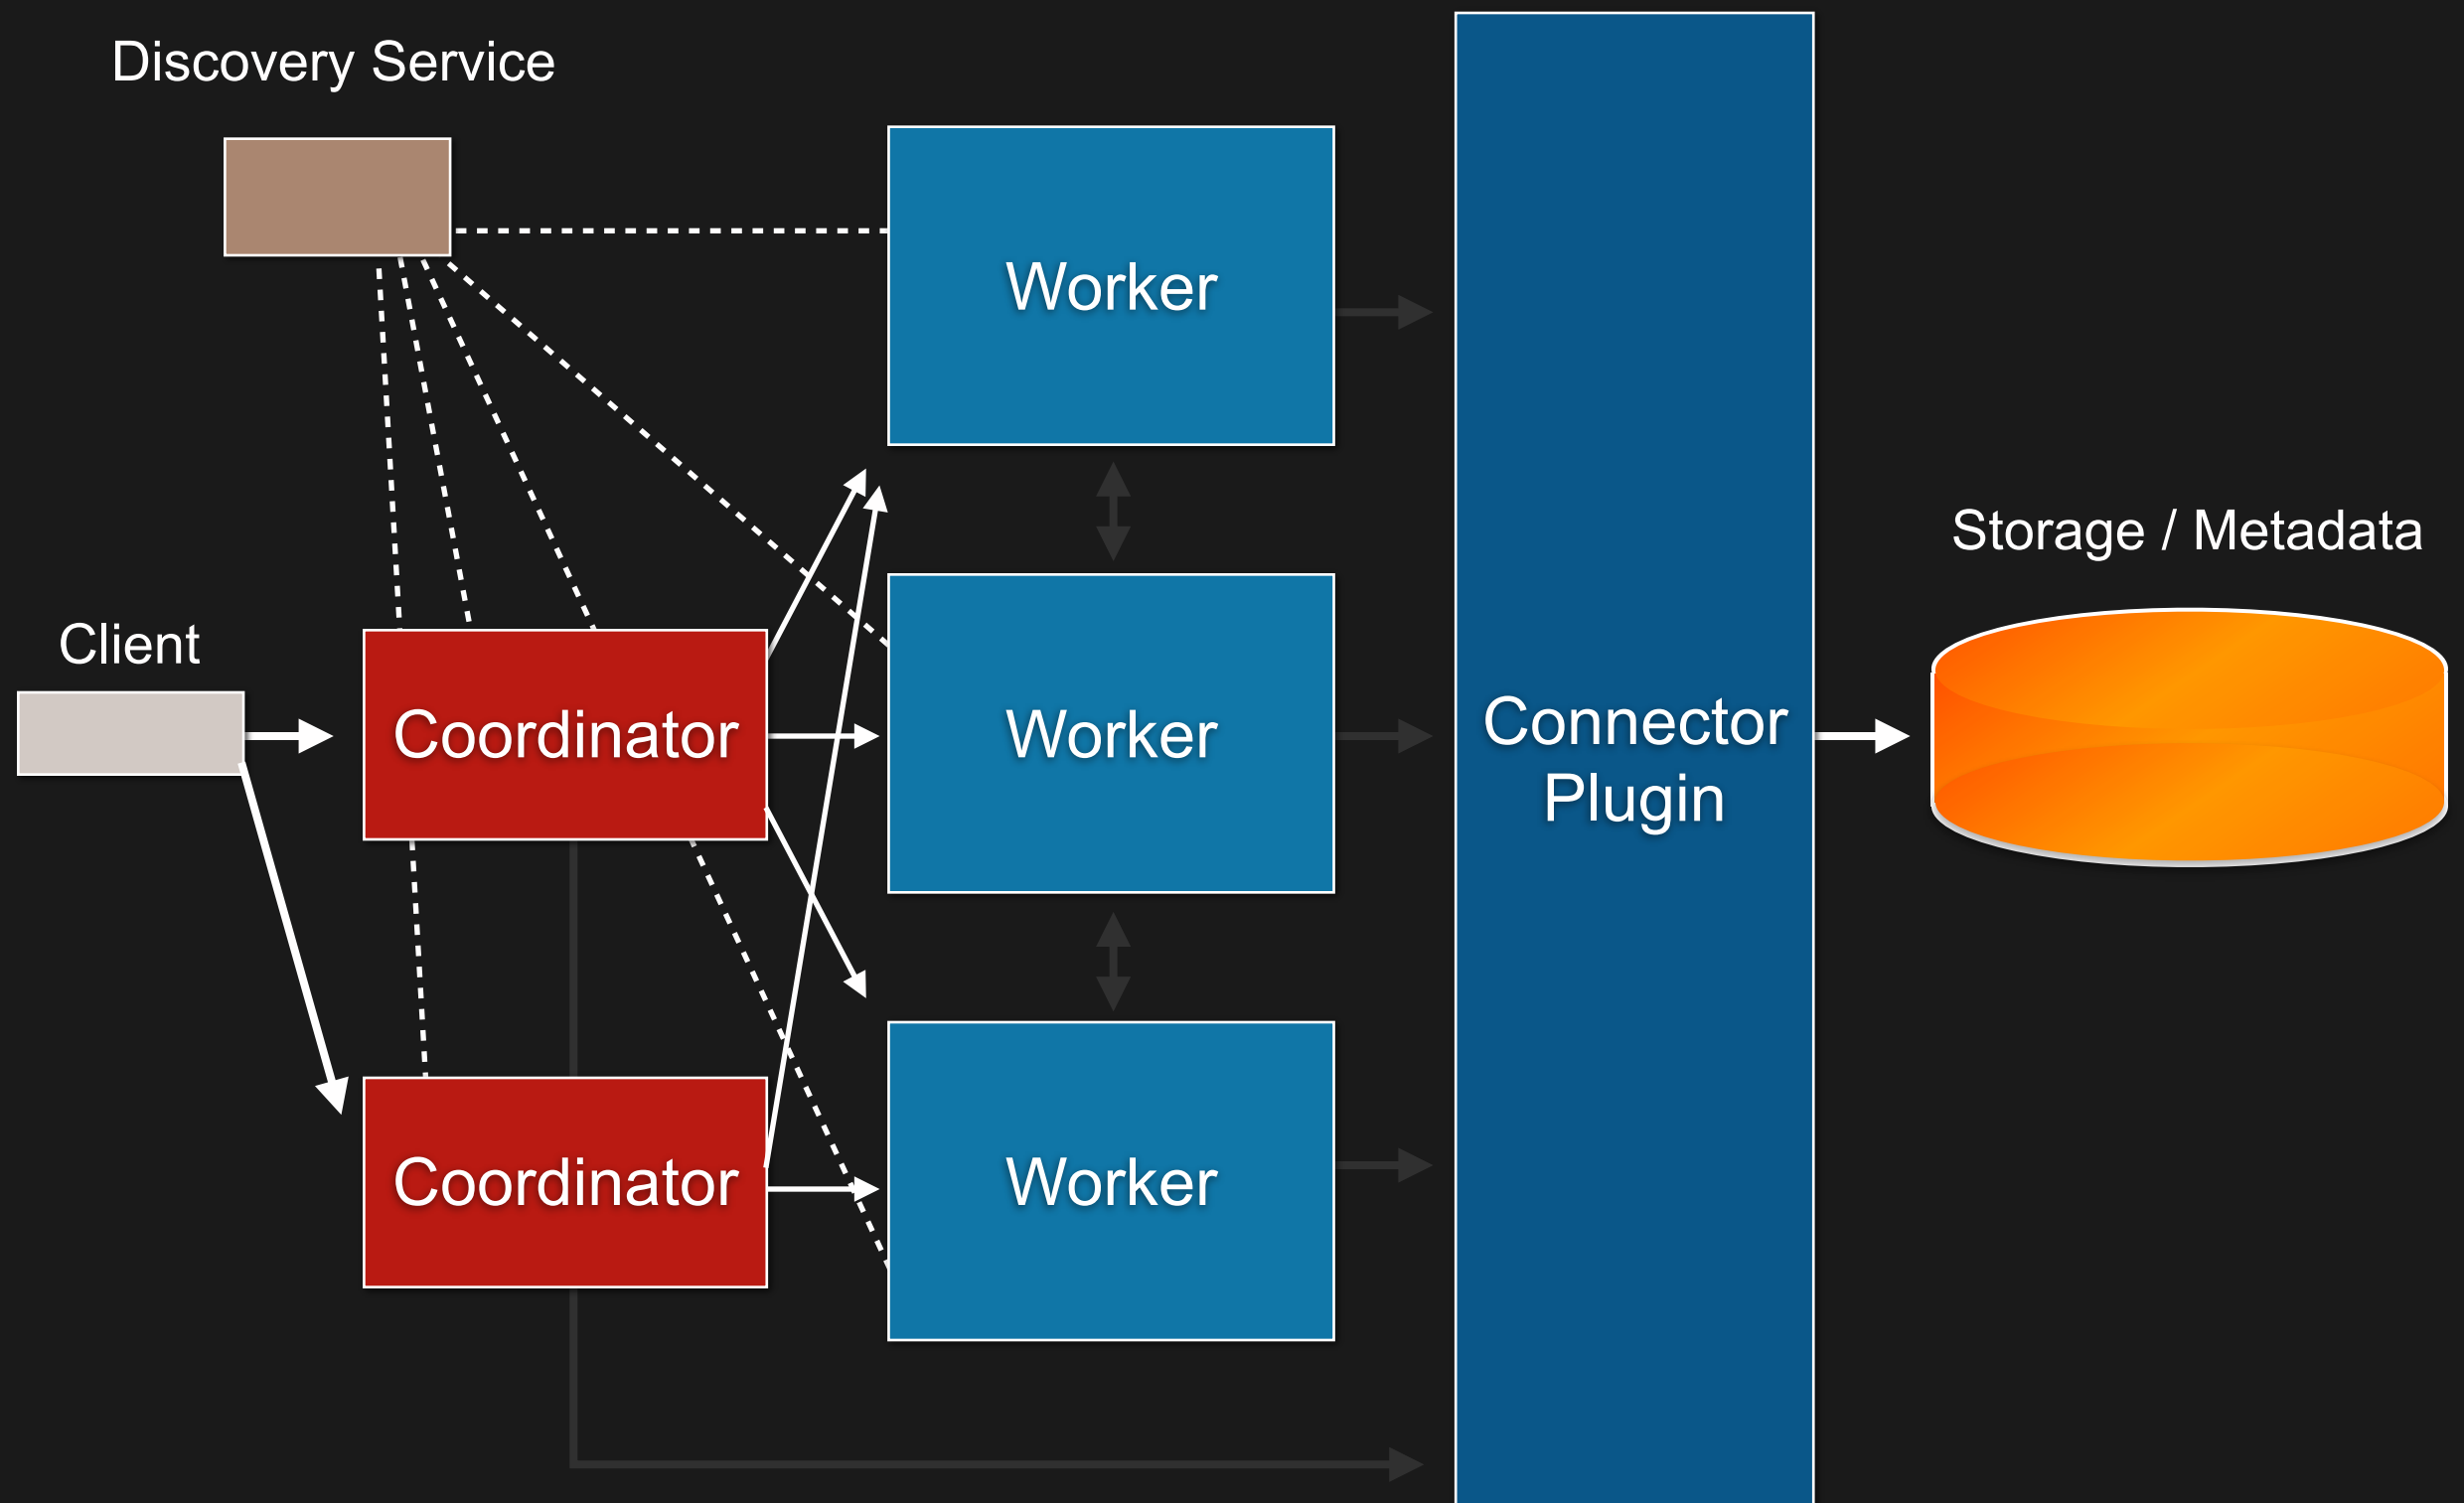 Discovery Service
Worker
Storage / Metadata
Client
Coordinator
Worker
Connector
Plugin
Coordinator
Worker